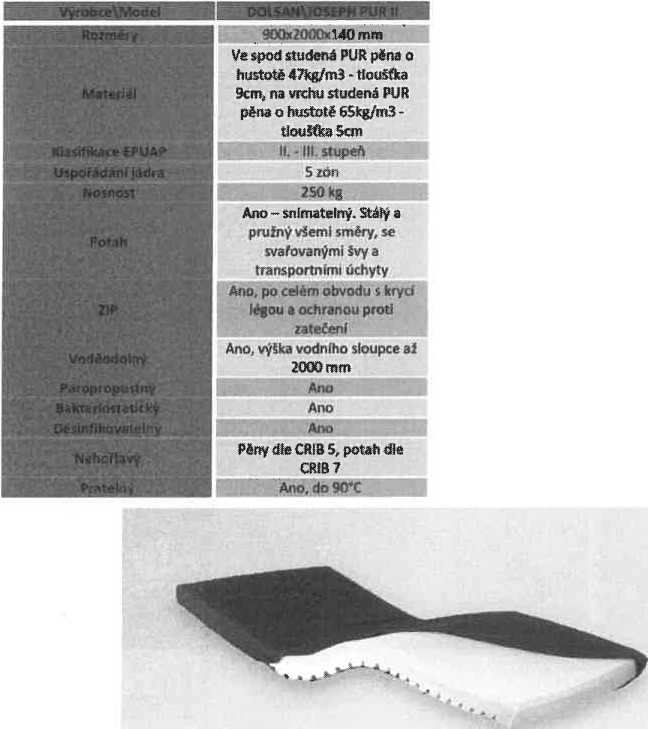 Výrobce\Model DOLSAN\JOSEPH PUR II
Rozměry 900x2000x140 mm
Materiál
Ve spod studená PUR pěna o
hustotě 47kg/m3 - tloušťka
9cm, na vrchu studená PUR
pěna o hustotě 65kg/m3 -
tloušťka 5cm
Klasifikace EPUAP II. - III. stupeň
Uspořádání jádra 5 zón
Nosnost 250 kg
Potah
Ano – snímatelný. Stálý a
pružný všemi směry, se
svařovanými švy a
transportními úchyty
ZIP
Ano, po celém obvodu s krycí
légou a ochranou proti
zatečení
Voděodolný
Ano, výška vodního sloupce až
2000 mm
Paropropustný Ano
Bakteriostatický Ano
Desinfikovatelný Ano
Nehořlavý
Pěny dle CRIB 5, potah dle
CRIB 7
Pratelný Ano, do 90°C